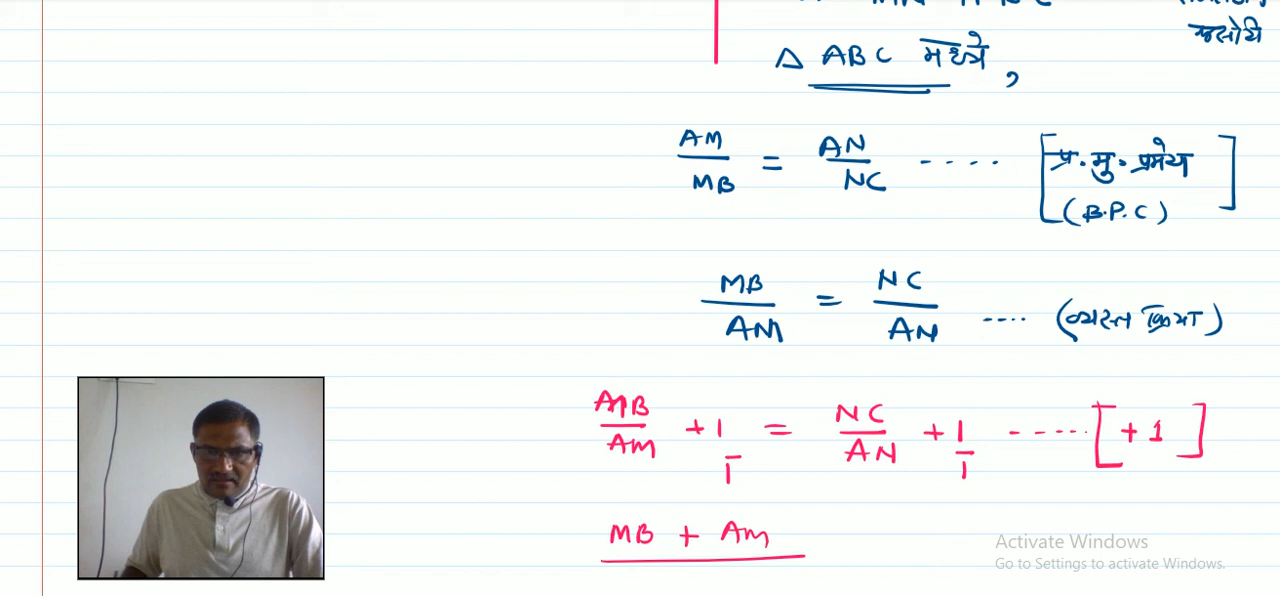 Δ ABC मध्ये,
AM/MB = AN/NC .... [प्र.मु. प्रमेय
(B.P.C)]
MB/AM = NC/AN .... (व्यस्त क्रिया)
MB/AM + 1/1 = NC/AN + 1/1 ...... [+1]
MB + AM
Activate Windows
Go to Settings to activate Windows.